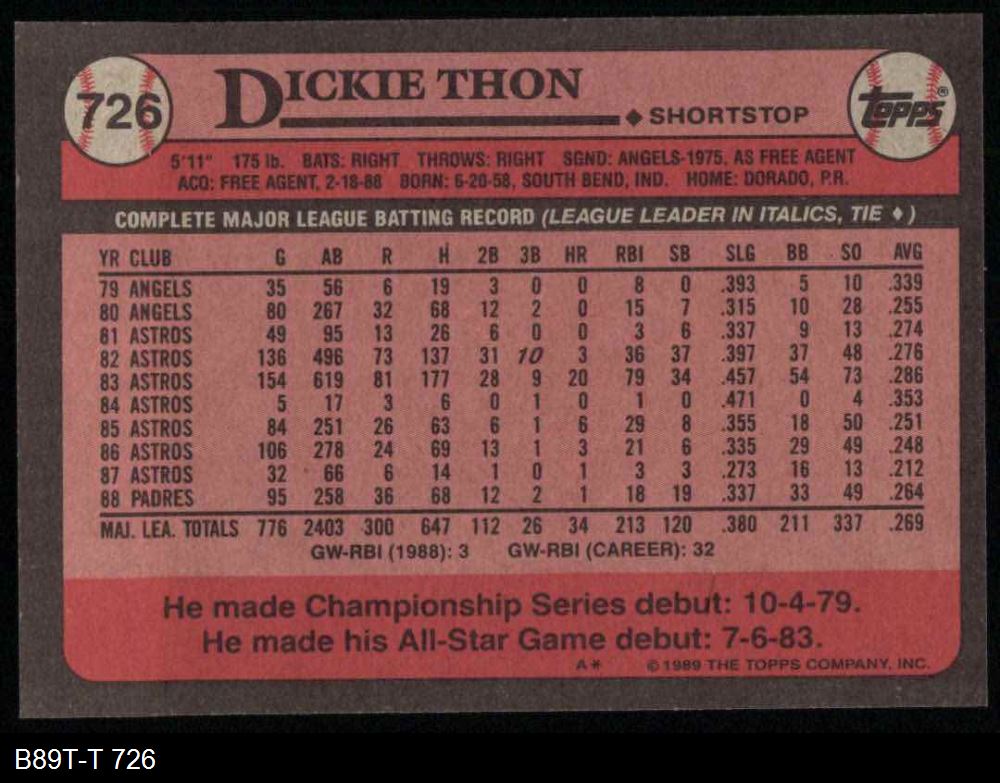 726
DICKIE THON
◆ SHORTSTOP
Topps®
5'11" 175 lb. BATS: RIGHT THROWS: RIGHT SGND: ANGELS-1975, AS FREE AGENT
ACQ: FREE AGENT, 2-18-88 BORN: 6-20-58, SOUTH BEND, IND. HOME: DORADO, P.R.
COMPLETE MAJOR LEAGUE BATTING RECORD (LEAGUE LEADER IN ITALICS, TIE ♦)
YR CLUB G AB R H 2B 3B HR RBI SB SLG BB SO AVG
79 ANGELS 35 56 6 19 3 0 0 8 0 .393 5 10 .339
80 ANGELS 80 267 32 68 12 2 0 15 7 .315 10 28 .255
81 ASTROS 49 95 13 26 6 0 0 3 6 .337 9 13 .274
82 ASTROS 136 496 73 137 31 10 3 36 37 .397 37 48 .276
83 ASTROS 154 619 81 177 28 9 20 79 34 .457 54 73 .286
84 ASTROS 5 17 3 6 0 1 0 1 0 .471 0 4 .353
85 ASTROS 84 251 26 63 6 1 6 29 8 .355 18 50 .251
86 ASTROS 106 278 24 69 13 1 3 21 6 .335 29 49 .248
87 ASTROS 32 66 6 14 1 0 1 3 3 .273 16 13 .212
88 PADRES 95 258 36 68 12 2 1 18 19 .337 33 49 .264
MAJ. LEA. TOTALS 776 2403 300 647 112 26 34 213 120 .380 211 337 .269
GW-RBI (1988): 3 GW-RBI (CAREER): 32
He made Championship Series debut: 10-4-79.
He made his All-Star Game debut: 7-6-83.
A* © 1989 THE TOPPS COMPANY, INC.
B89T-T 726